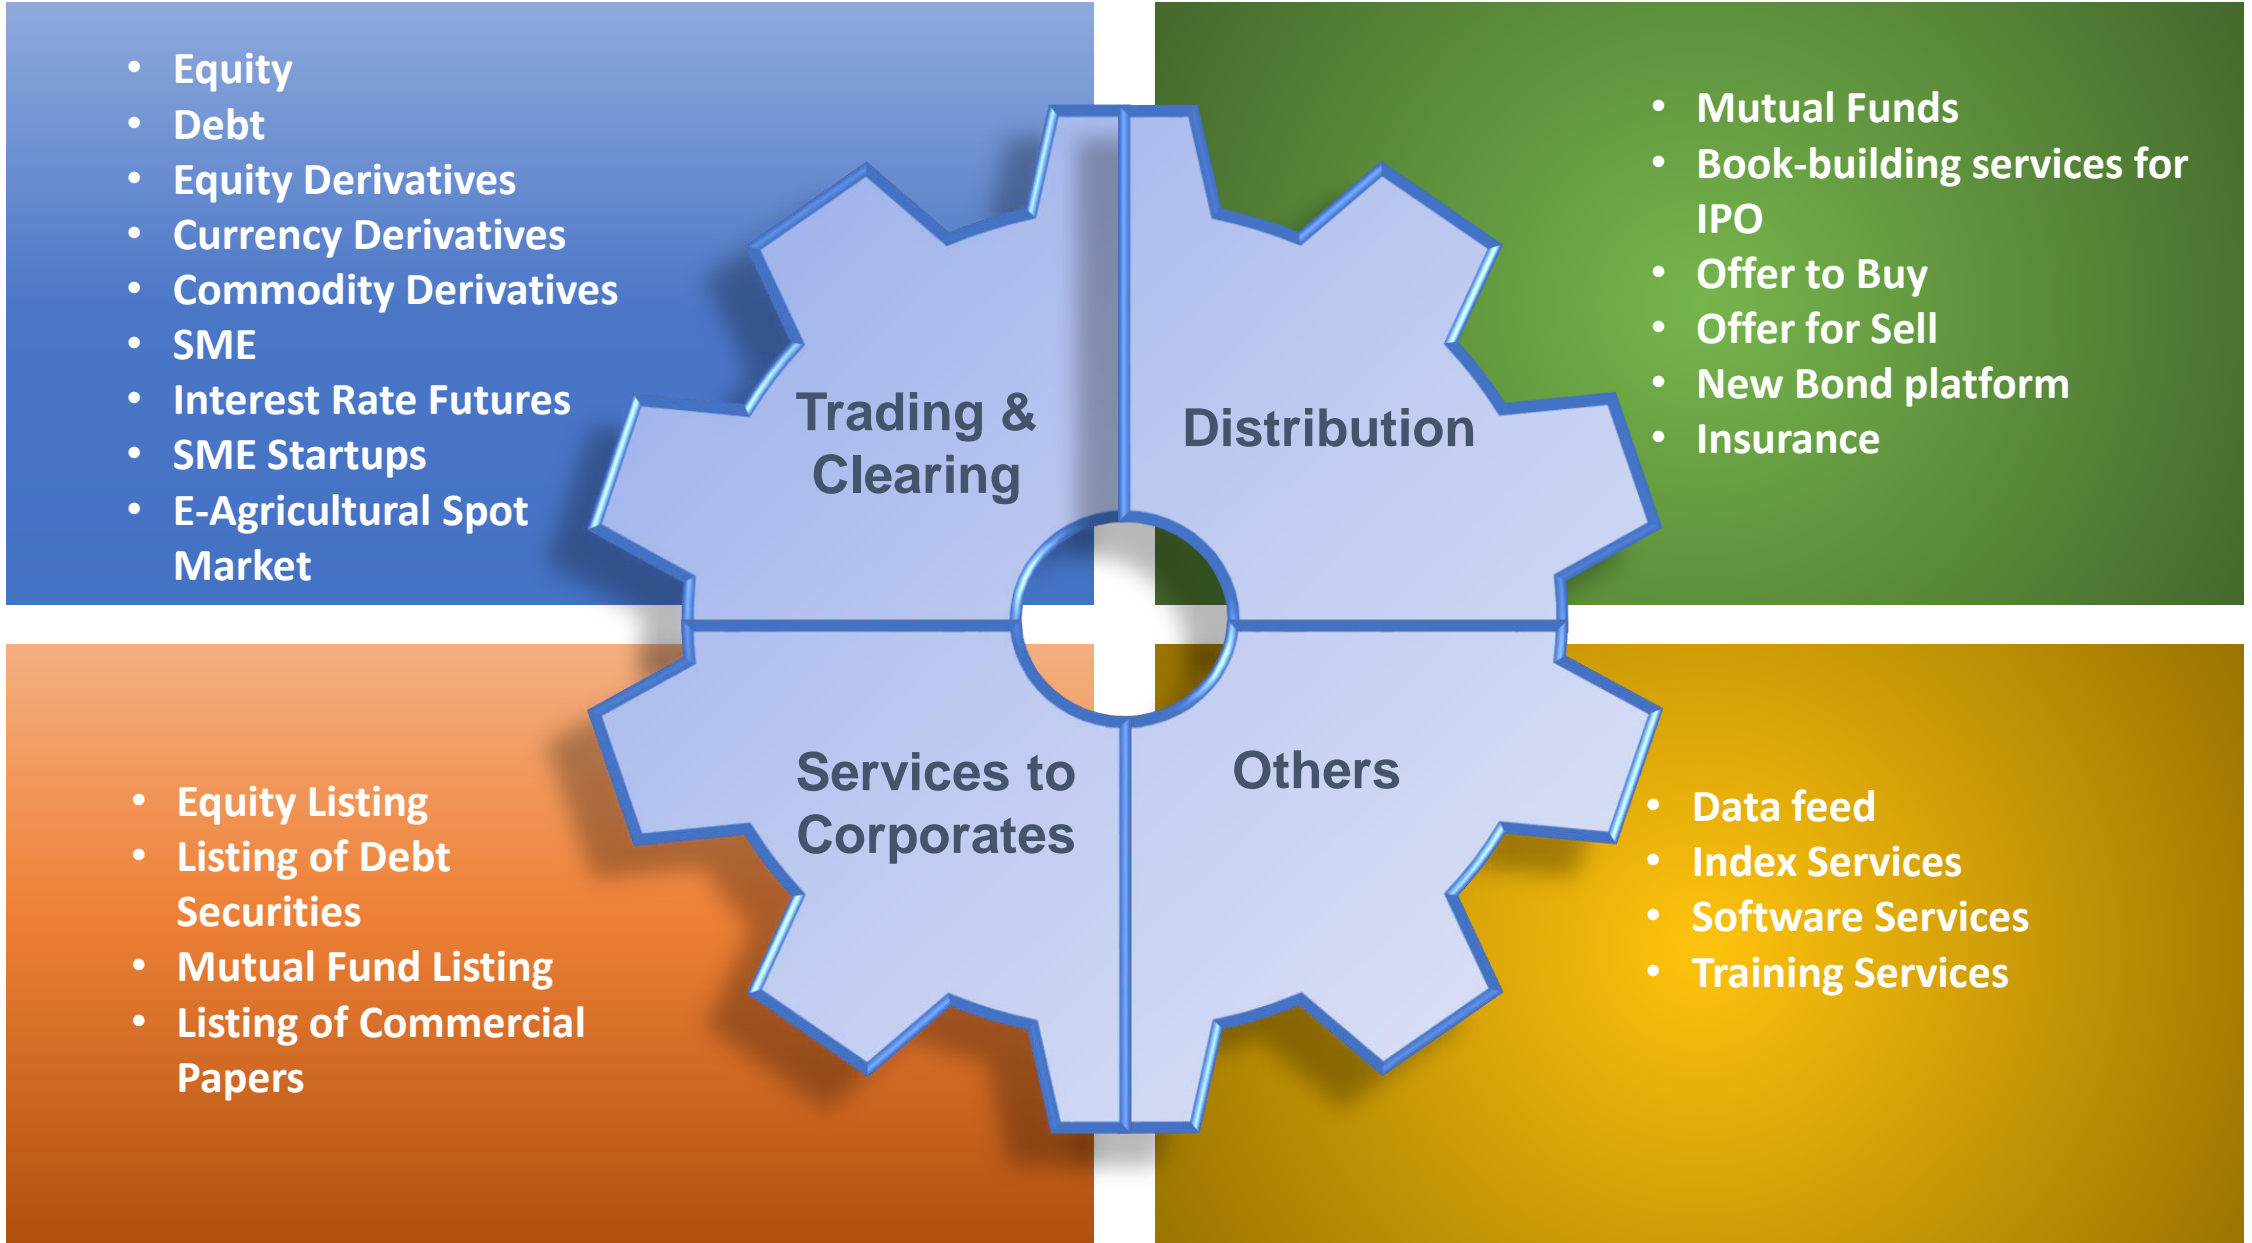 • Equity
• Debt
• Equity Derivatives
• Currency Derivatives
• Commodity Derivatives
• SME
• Interest Rate Futures
• SME Startups
• E-Agricultural Spot
Market
Trading &
Clearing
• Mutual Funds
• Book-building services for
IPO
• Offer to Buy
• Offer for Sell
• New Bond platform
• Insurance
Distribution
• Equity Listing
• Listing of Debt
Securities
• Mutual Fund Listing
• Listing of Commercial
Papers
Services to
Corporates
Others
• Data feed
• Index Services
• Software Services
• Training Services